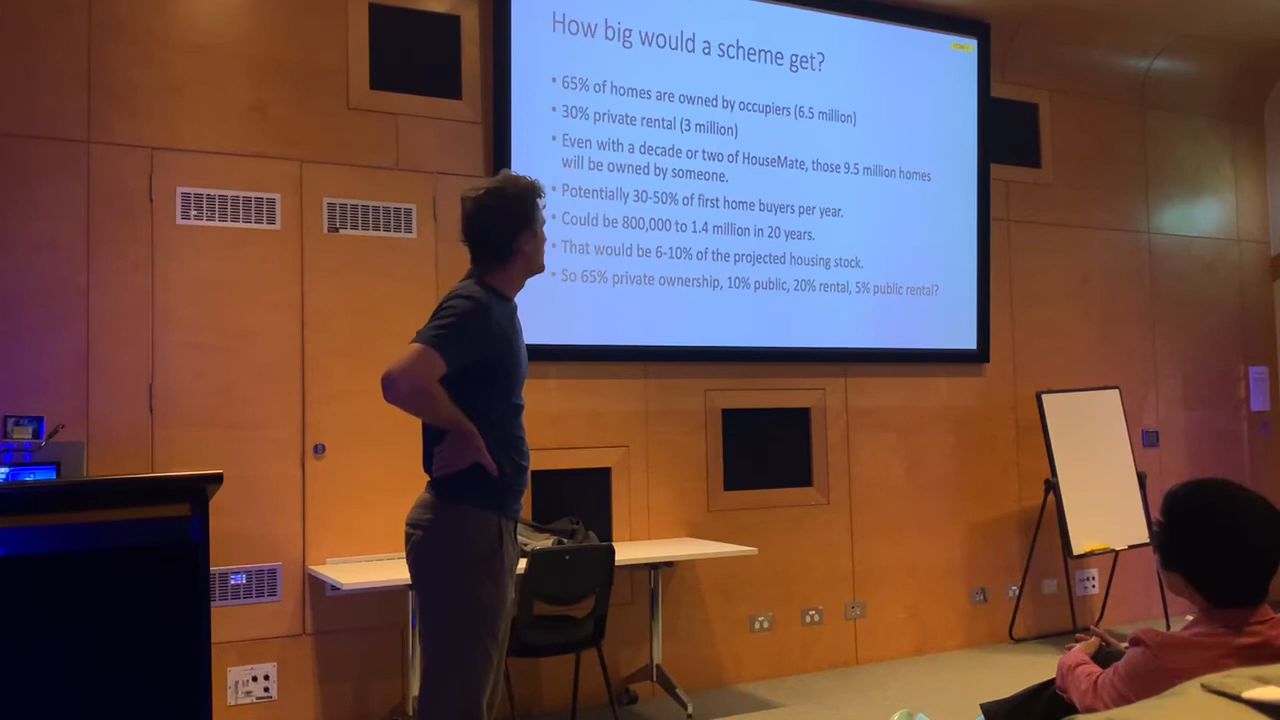 How big would a scheme get?
• 65% of homes are owned by occupiers (6.5 million)
• 30% private rental (3 million)
• Even with a decade or two of HouseMate, those 9.5 million homes
will be owned by someone.
• Potentially 30-50% of first home buyers per year.
• Could be 800,000 to 1.4 million in 20 years.
• That would be 6-10% of the projected housing stock.
• So 65% private ownership, 10% public, 20% rental, 5% public rental?